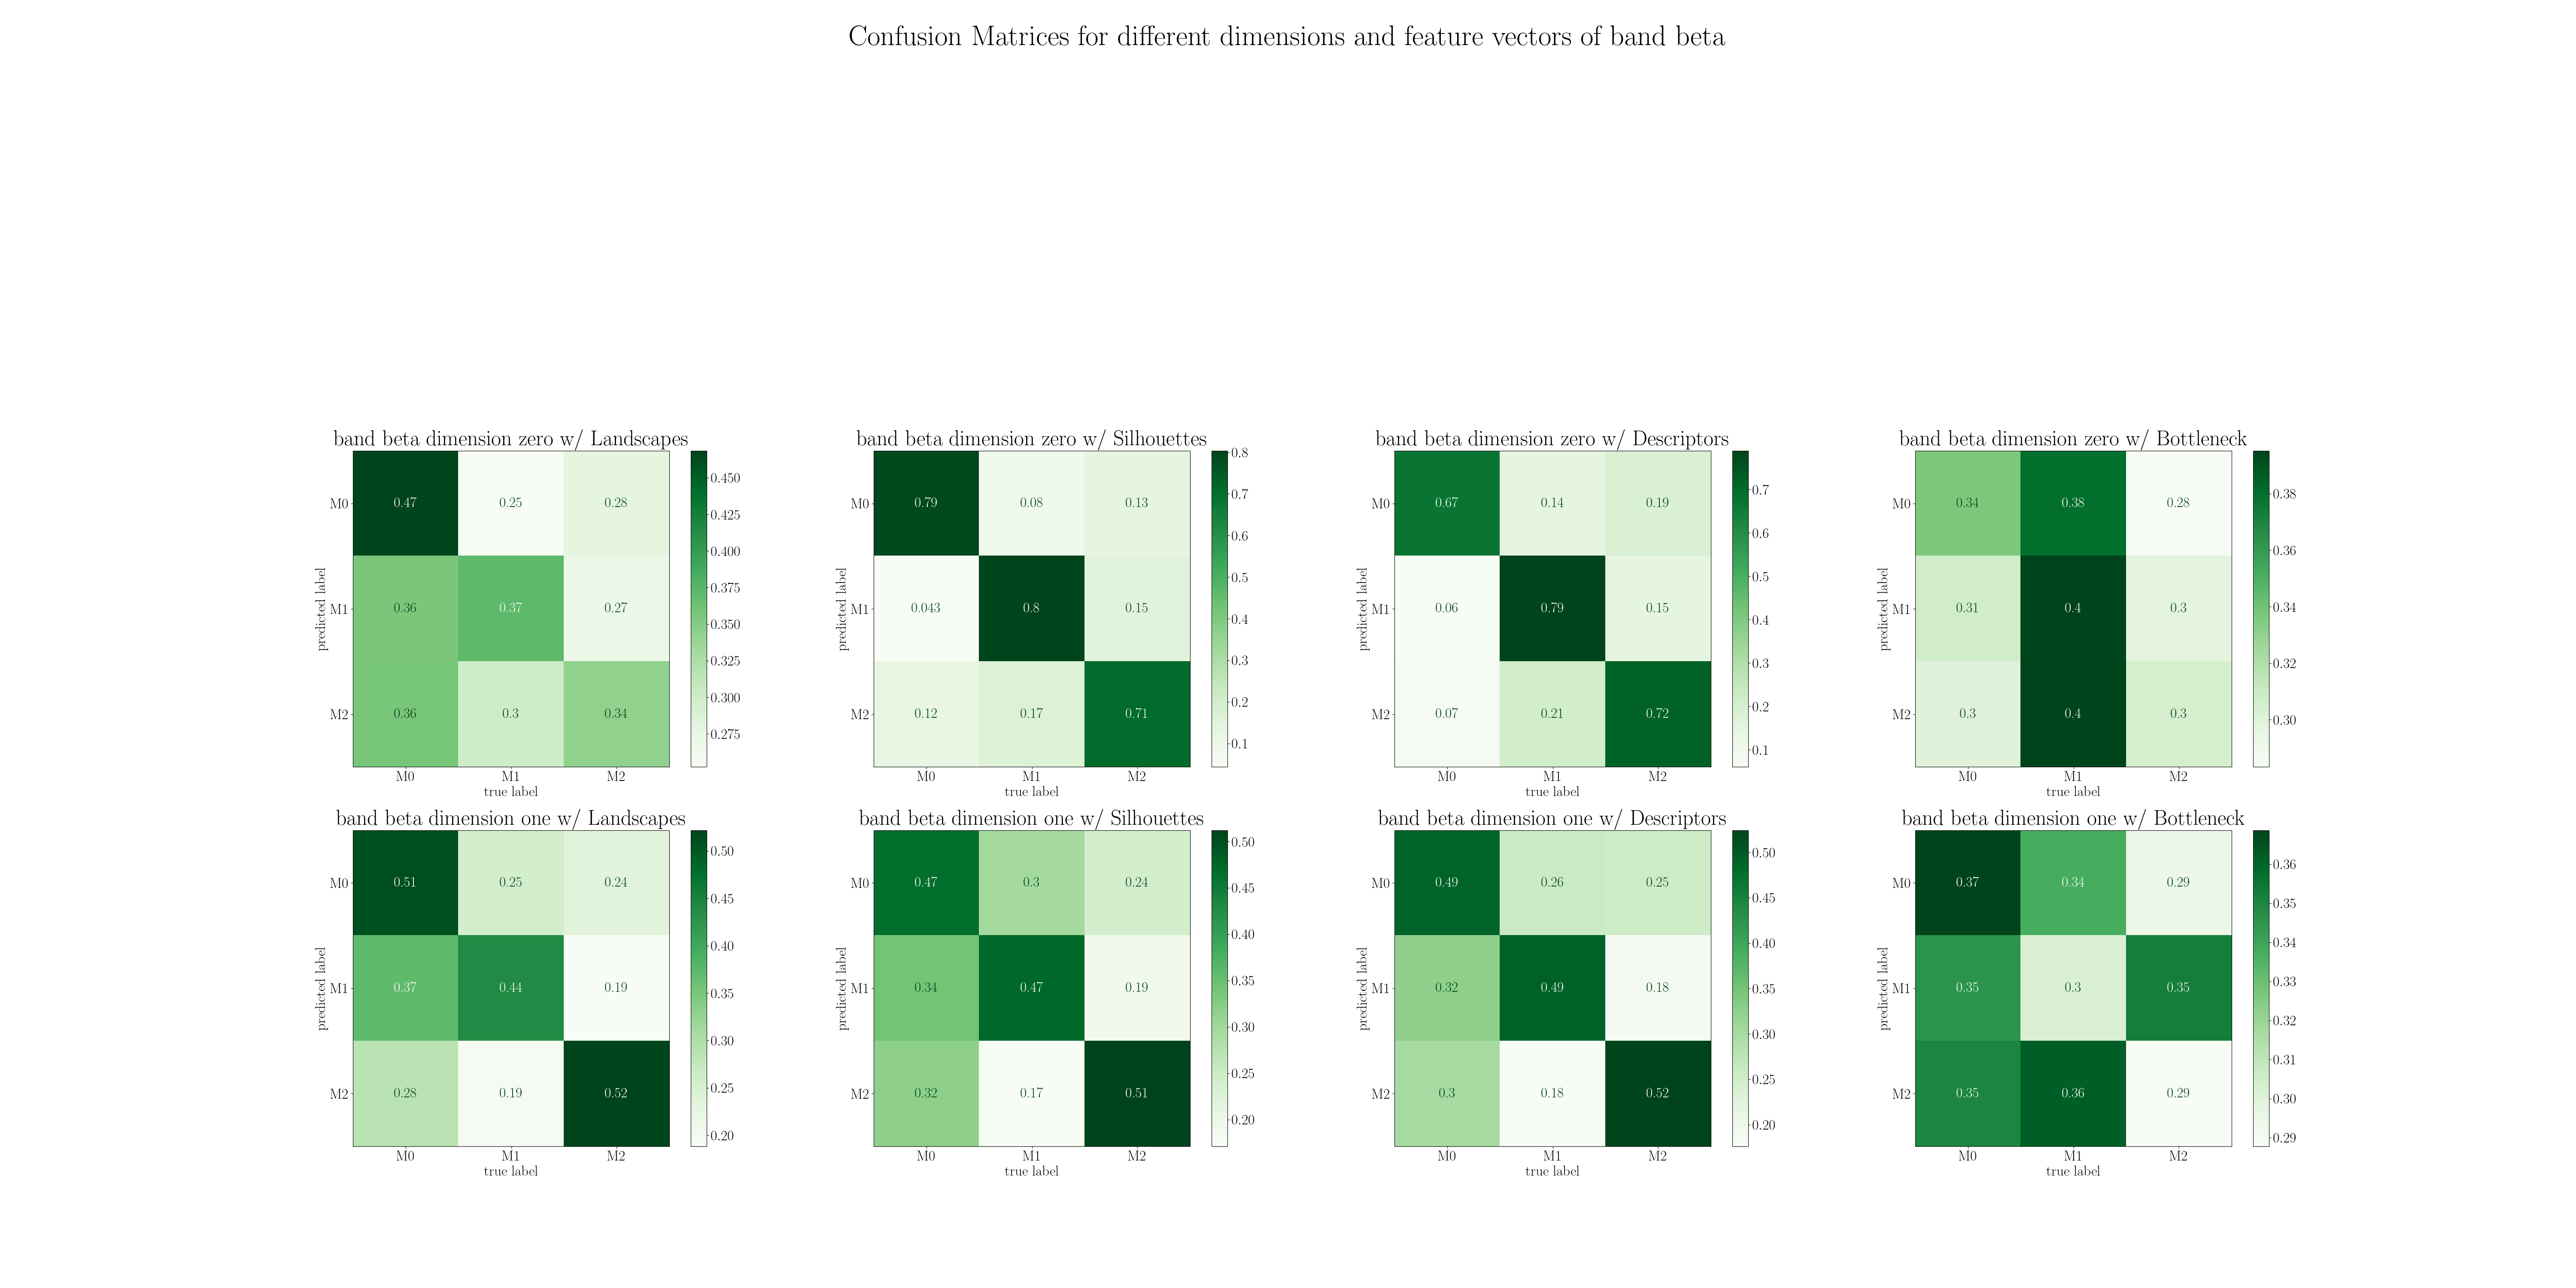 Confusion Matrices for different dimensions and feature vectors of band beta
band beta dimension zero w/ Landscapes
M0 0.47 0.25 0.28
M1 0.36 0.37 0.27
M2 0.36 0.3 0.34
M0 M1 M2
true label
predicted label
0.450
0.425
0.400
0.375
0.350
0.325
0.300
0.275
band beta dimension zero w/ Silhouettes
M0 0.79 0.08 0.13
M1 0.043 0.8 0.15
M2 0.12 0.17 0.71
M0 M1 M2
true label
predicted label
0.8
0.7
0.6
0.5
0.4
0.3
0.2
0.1
band beta dimension zero w/ Descriptors
M0 0.67 0.14 0.19
M1 0.06 0.79 0.15
M2 0.07 0.21 0.72
M0 M1 M2
true label
predicted label
0.7
0.6
0.5
0.4
0.3
0.2
0.1
band beta dimension zero w/ Bottleneck
M0 0.34 0.38 0.28
M1 0.31 0.4 0.3
M2 0.3 0.4 0.3
M0 M1 M2
true label
predicted label
0.38
0.36
0.34
0.32
0.30
band beta dimension one w/ Landscapes
M0 0.51 0.25 0.24
M1 0.37 0.44 0.19
M2 0.28 0.19 0.52
M0 M1 M2
true label
predicted label
0.50
0.45
0.40
0.35
0.30
0.25
0.20
band beta dimension one w/ Silhouettes
M0 0.47 0.3 0.24
M1 0.34 0.47 0.19
M2 0.32 0.17 0.51
M0 M1 M2
true label
predicted label
0.50
0.45
0.40
0.35
0.30
0.25
0.20
band beta dimension one w/ Descriptors
M0 0.49 0.26 0.25
M1 0.32 0.49 0.18
M2 0.3 0.18 0.52
M0 M1 M2
true label
predicted label
0.50
0.45
0.40
0.35
0.30
0.25
0.20
band beta dimension one w/ Bottleneck
M0 0.37 0.34 0.29
M1 0.35 0.3 0.35
M2 0.35 0.36 0.29
M0 M1 M2
true label
predicted label
0.36
0.35
0.34
0.33
0.32
0.31
0.30
0.29